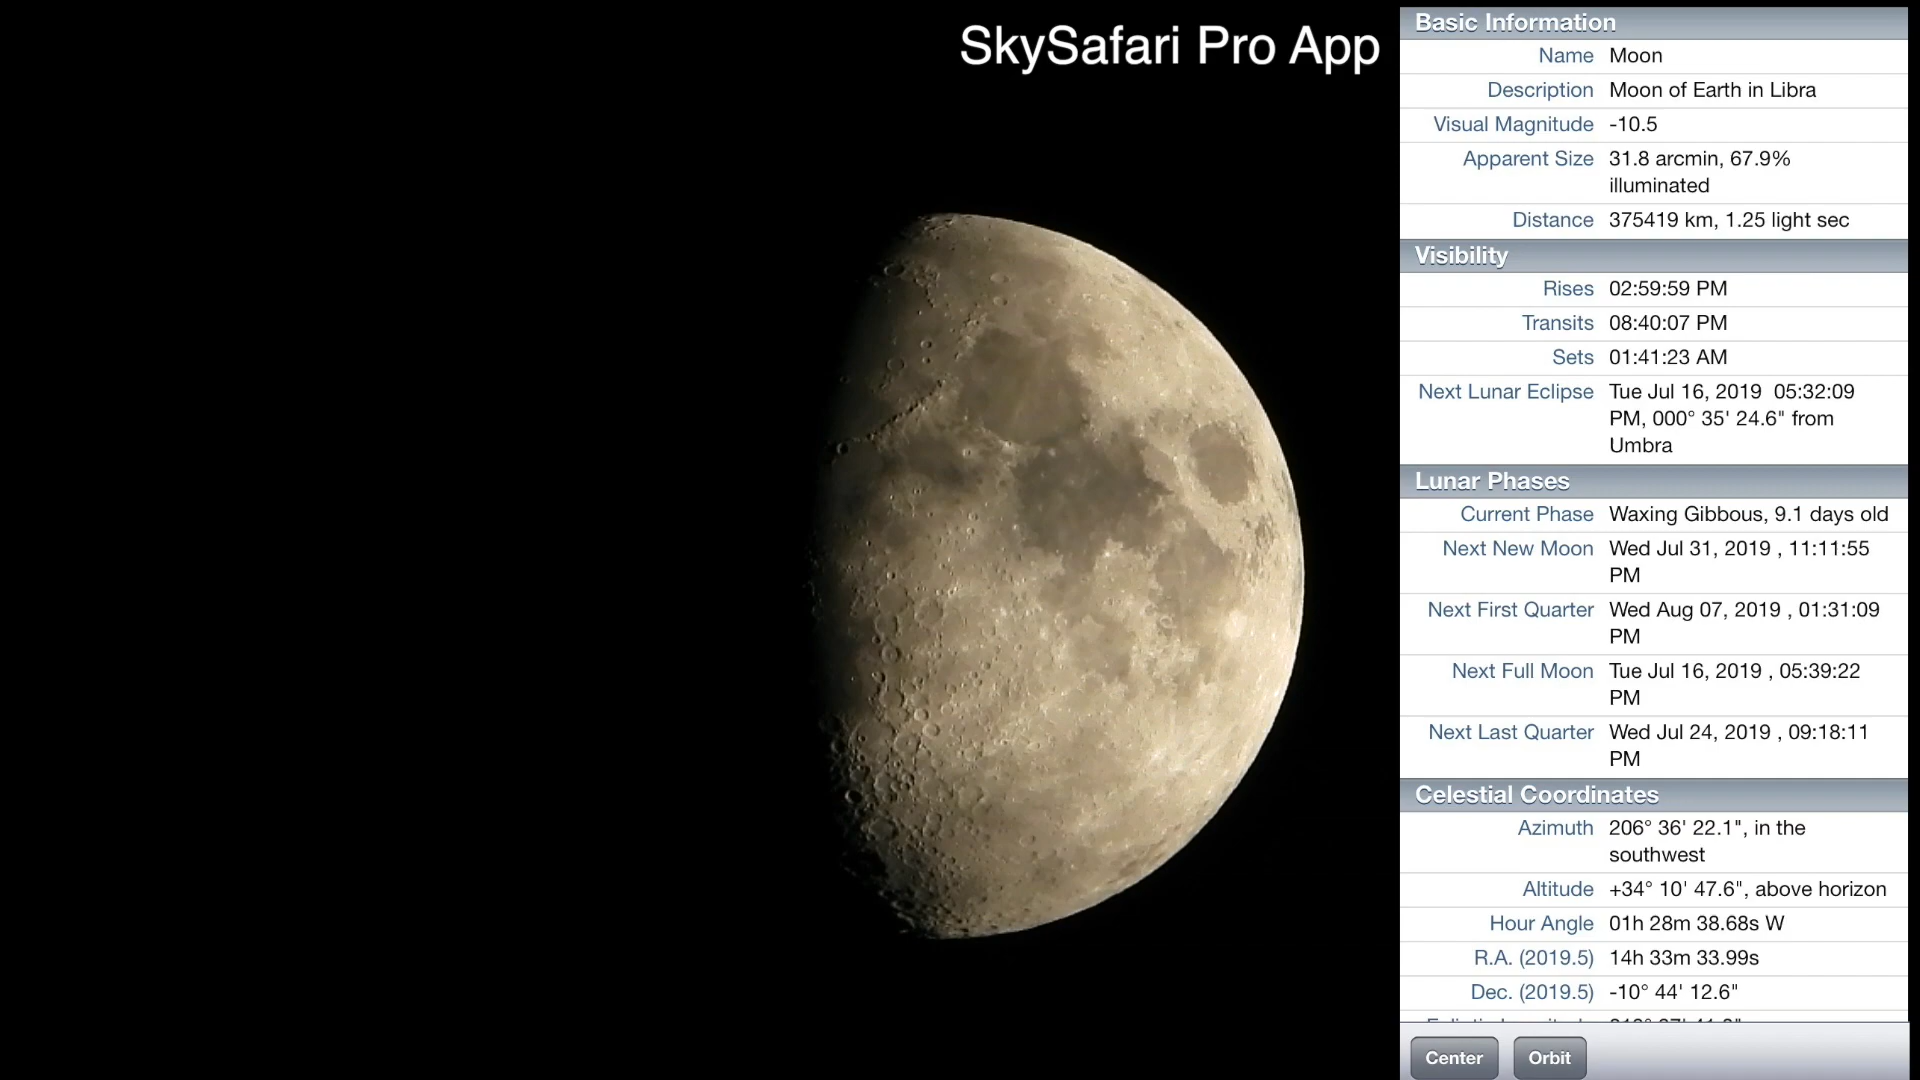 SkySafari Pro App
Basic Information
Name Moon
Description Moon of Earth in Libra
Visual Magnitude -10.5
Apparent Size 31.8 arcmin, 67.9%
illuminated
Distance 375419 km, 1.25 light sec
Visibility
Rises 02:59:59 PM
Transits 08:40:07 PM
Sets 01:41:23 AM
Next Lunar Eclipse Tue Jul 16, 2019 05:32:09
PM, 000° 35' 24.6" from
Umbra
Lunar Phases
Current Phase Waxing Gibbous, 9.1 days old
Next New Moon Wed Jul 31, 2019 , 11:11:55
PM
Next First Quarter Wed Aug 07, 2019 , 01:31:09
PM
Next Full Moon Tue Jul 16, 2019 , 05:39:22
PM
Next Last Quarter Wed Jul 24, 2019 , 09:18:11
PM
Celestial Coordinates
Azimuth 206° 36' 22.1", in the
southwest
Altitude +34° 10' 47.6", above horizon
Hour Angle 01h 28m 38.68s W
R.A. (2019.5) 14h 33m 33.99s
Dec. (2019.5) -10° 44' 12.6"
Center Orbit